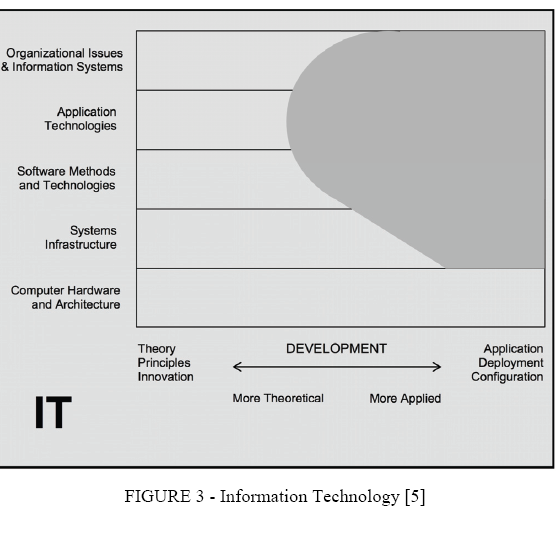 Organizational Issues
& Information Systems
Application
Technologies
Software Methods
and Technologies
Systems
Infrastructure
Computer Hardware
and Architecture
Theory
Principles
Innovation
DEVELOPMENT
More Theoretical
More Applied
Application
Deployment
Configuration
IT
FIGURE 3 - Information Technology [5]